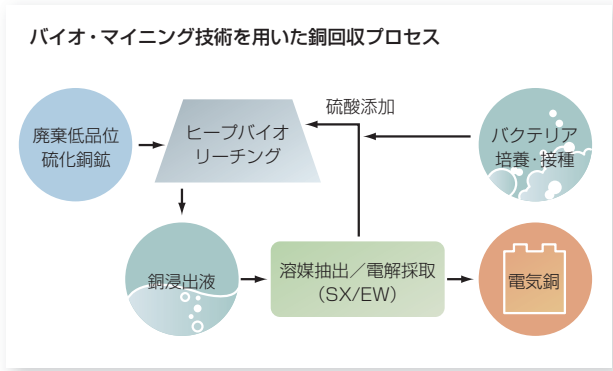 バイオ・マイニング技術を用いた銅回収プロセス
廃棄低品位
硫化銅鉱
ヒープバイオ
リーチング
硫酸添加
バクテリア
培養・接種
銅浸出液
溶媒抽出／電解採取
（SX/EW）
電気銅